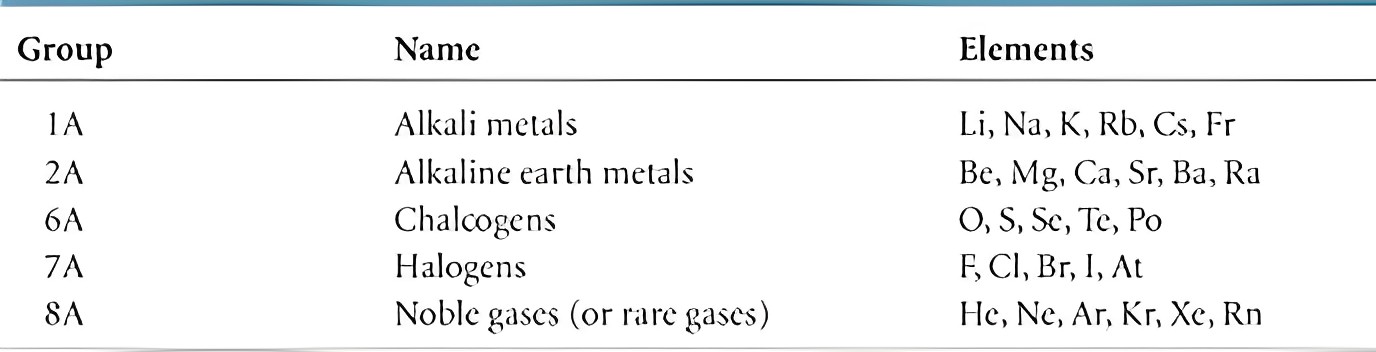 Group Name Elements
1A Alkali metals Li, Na, K, Rb, Cs, Fr
2A Alkaline earth metals Be, Mg, Ca, Sr, Ba, Ra
6A Chalcogens O, S, Se, Te, Po
7A Halogens F, Cl, Br, I, At
8A Noble gases (or rare gases) He, Ne, Ar, Kr, Xe, Rn